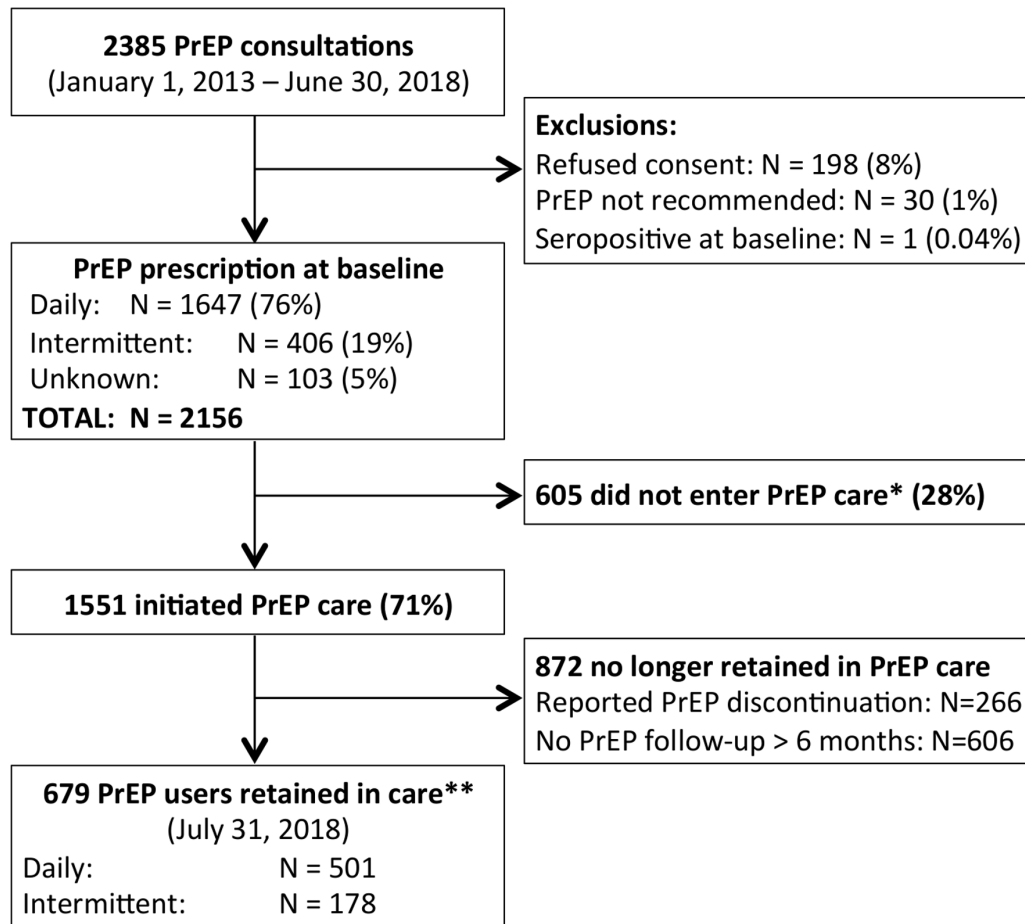 2385 PrEP consultations
(January 1, 2013 – June 30, 2018)
Exclusions:
Refused consent: N = 198 (8%)
PrEP not recommended: N = 30 (1%)
Seropositive at baseline: N = 1 (0.04%)
PrEP prescription at baseline
Daily: N = 1647 (76%)
Intermittent: N = 406 (19%)
Unknown: N = 103 (5%)
TOTAL: N = 2156
605 did not enter PrEP care* (28%)
1551 initiated PrEP care (71%)
872 no longer retained in PrEP care
Reported PrEP discontinuation: N=266
No PrEP follow-up > 6 months: N=606
679 PrEP users retained in care**
(July 31, 2018)
Daily: N = 501
Intermittent: N = 178